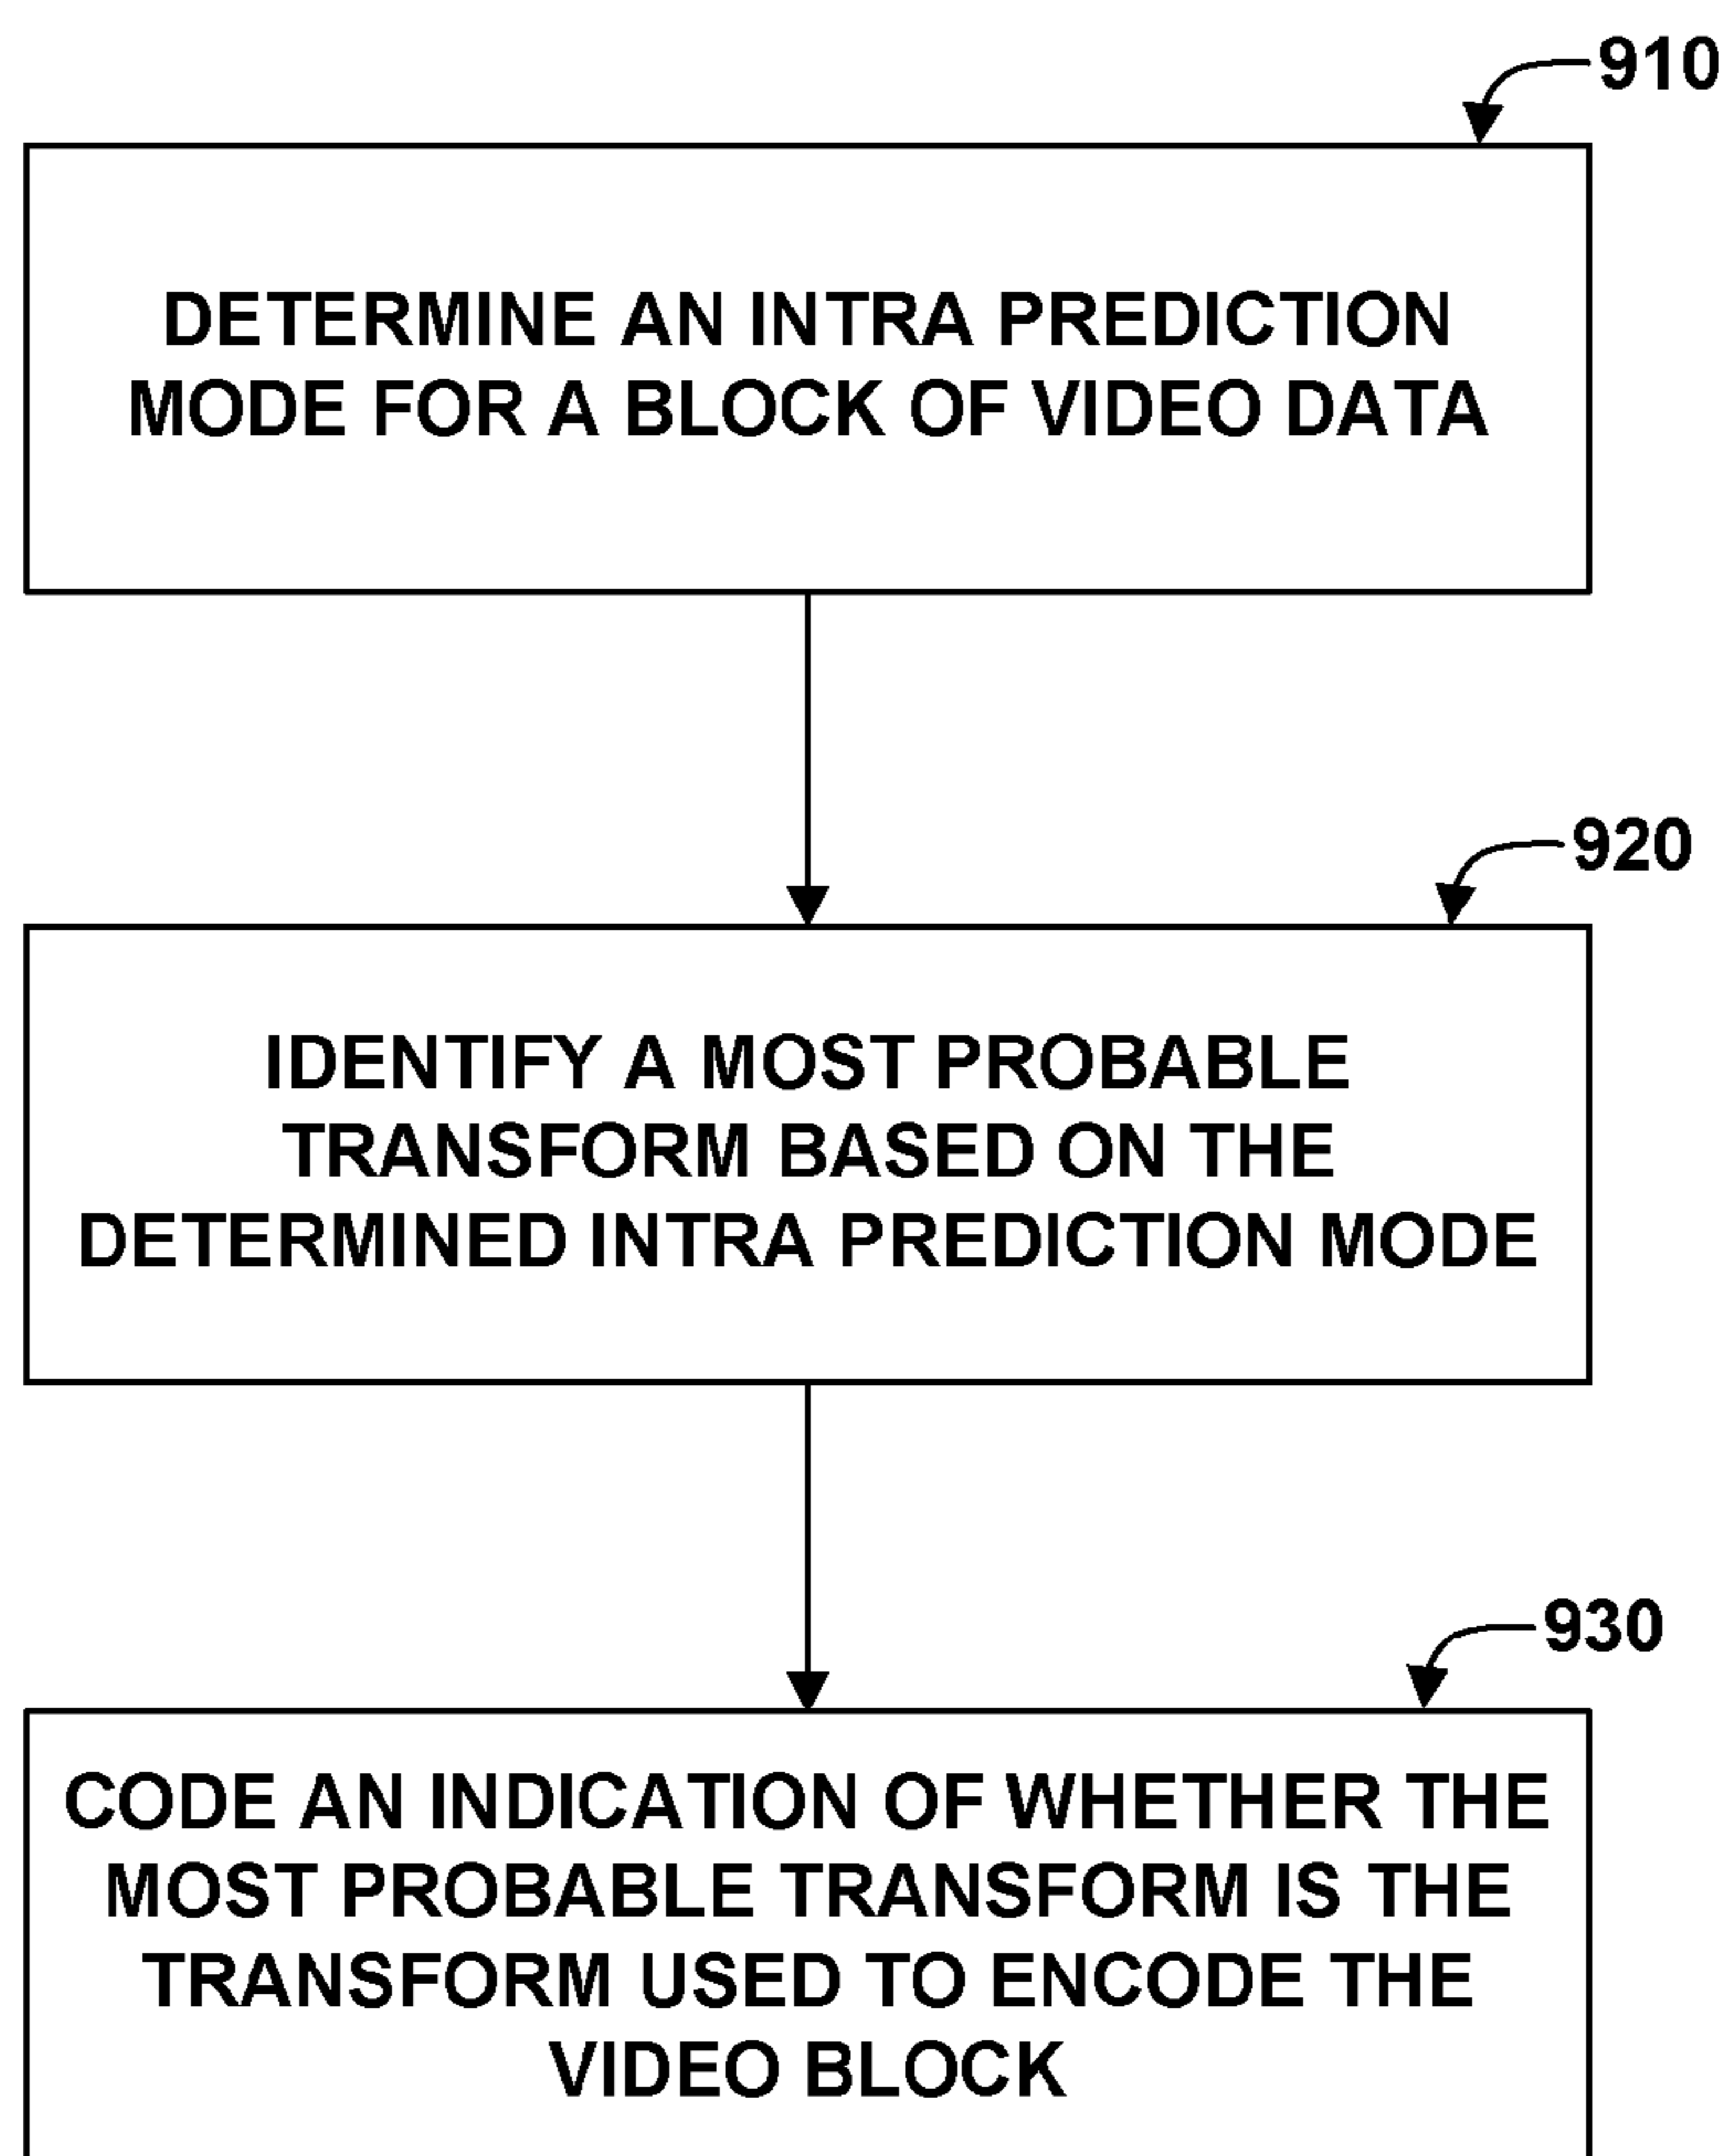 910
DETERMINE AN INTRA PREDICTION
MODE FOR A BLOCK OF VIDEO DATA
920
IDENTIFY A MOST PROBABLE
TRANSFORM BASED ON THE
DETERMINED INTRA PREDICTION MODE
930
CODE AN INDICATION OF WHETHER THE
MOST PROBABLE TRANSFORM IS THE
TRANSFORM USED TO ENCODE THE
VIDEO BLOCK